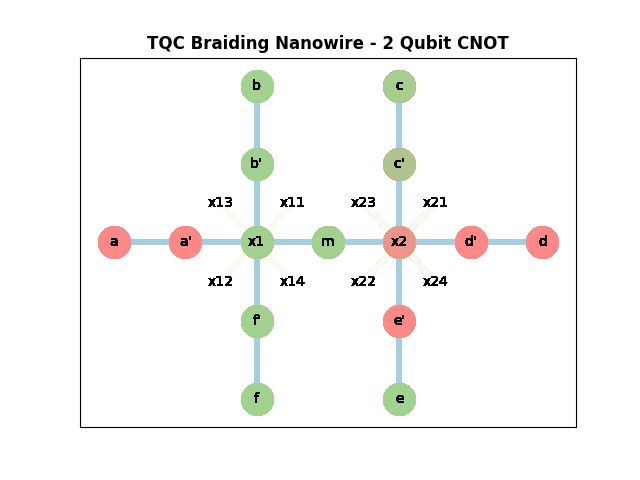 TQC Braiding Nanowire - 2 Qubit CNOT
b c
b' c'
x13 x11 x23 x21
a a' x1 m x2 d' d
x12 x14 x22 x24
f' e'
f e